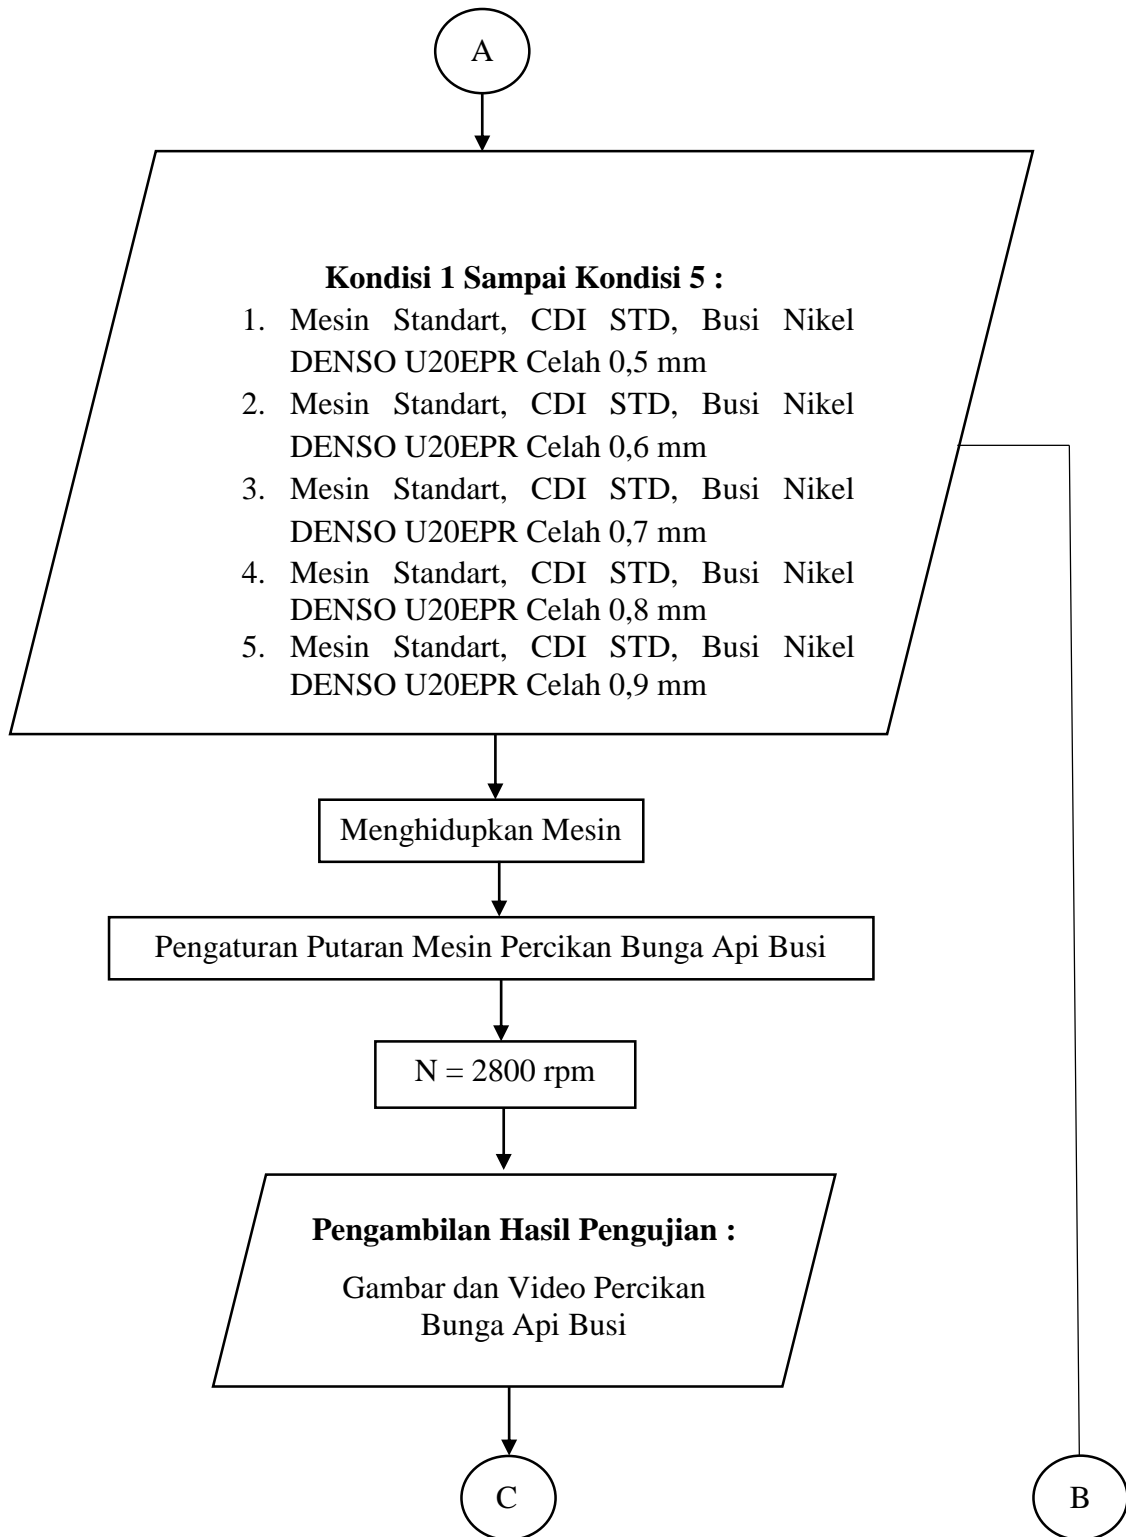 A
Kondisi 1 Sampai Kondisi 5 :
1. Mesin Standart, CDI STD, Busi Nikel
DENSO U20EPR Celah 0,5 mm
2. Mesin Standart, CDI STD, Busi Nikel
DENSO U20EPR Celah 0,6 mm
3. Mesin Standart, CDI STD, Busi Nikel
DENSO U20EPR Celah 0,7 mm
4. Mesin Standart, CDI STD, Busi Nikel
DENSO U20EPR Celah 0,8 mm
5. Mesin Standart, CDI STD, Busi Nikel
DENSO U20EPR Celah 0,9 mm
Menghidupkan Mesin
Pengaturan Putaran Mesin Percikan Bunga Api Busi
N = 2800 rpm
Pengambilan Hasil Pengujian :
Gambar dan Video Percikan
Bunga Api Busi
C
B